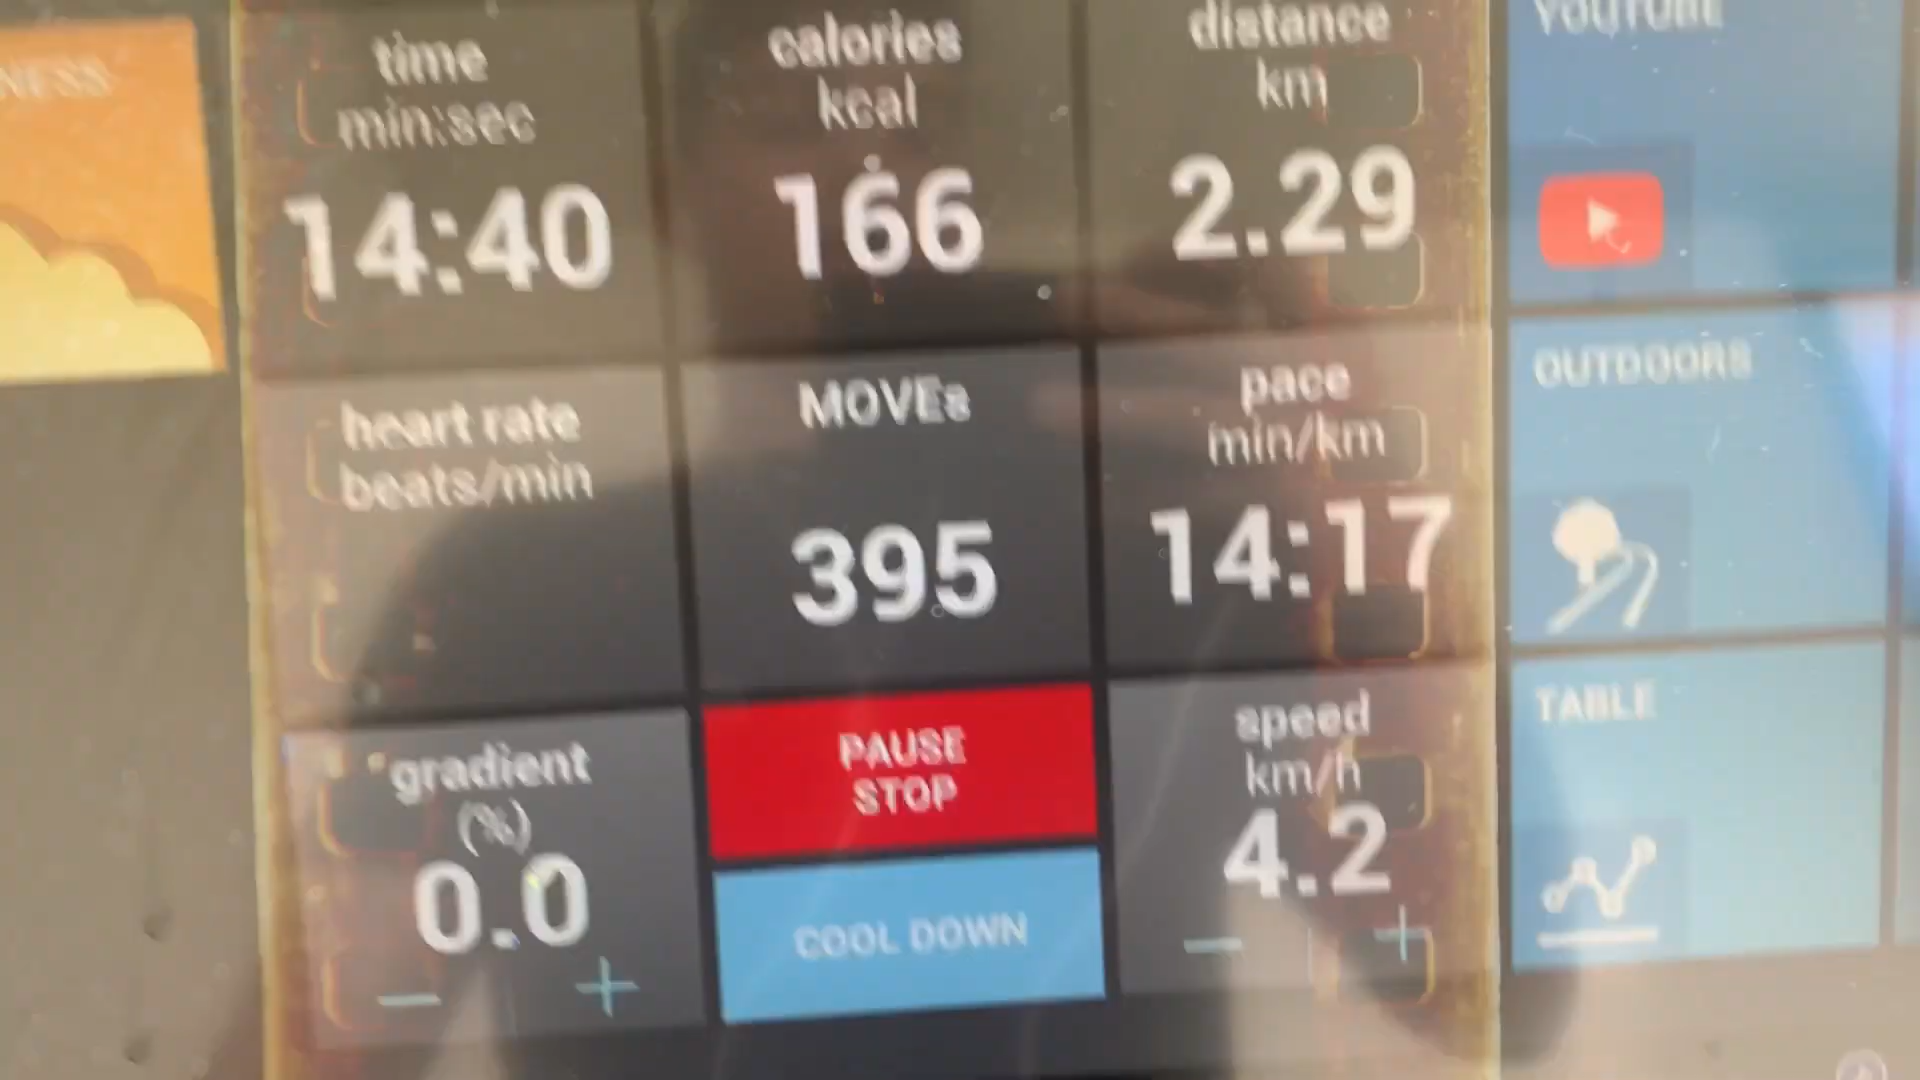 NESS
time
min:sec
14:40
calories
kcal
166
distance
km
2.29
YOUTUBE
heart rate
beats/min
MOVEs
395
pace
min/km
14:17
OUTDOORS
gradient
(%)
0.0
− +
PAUSE
STOP
COOL DOWN
speed
km/h
4.2
− +
TABLE